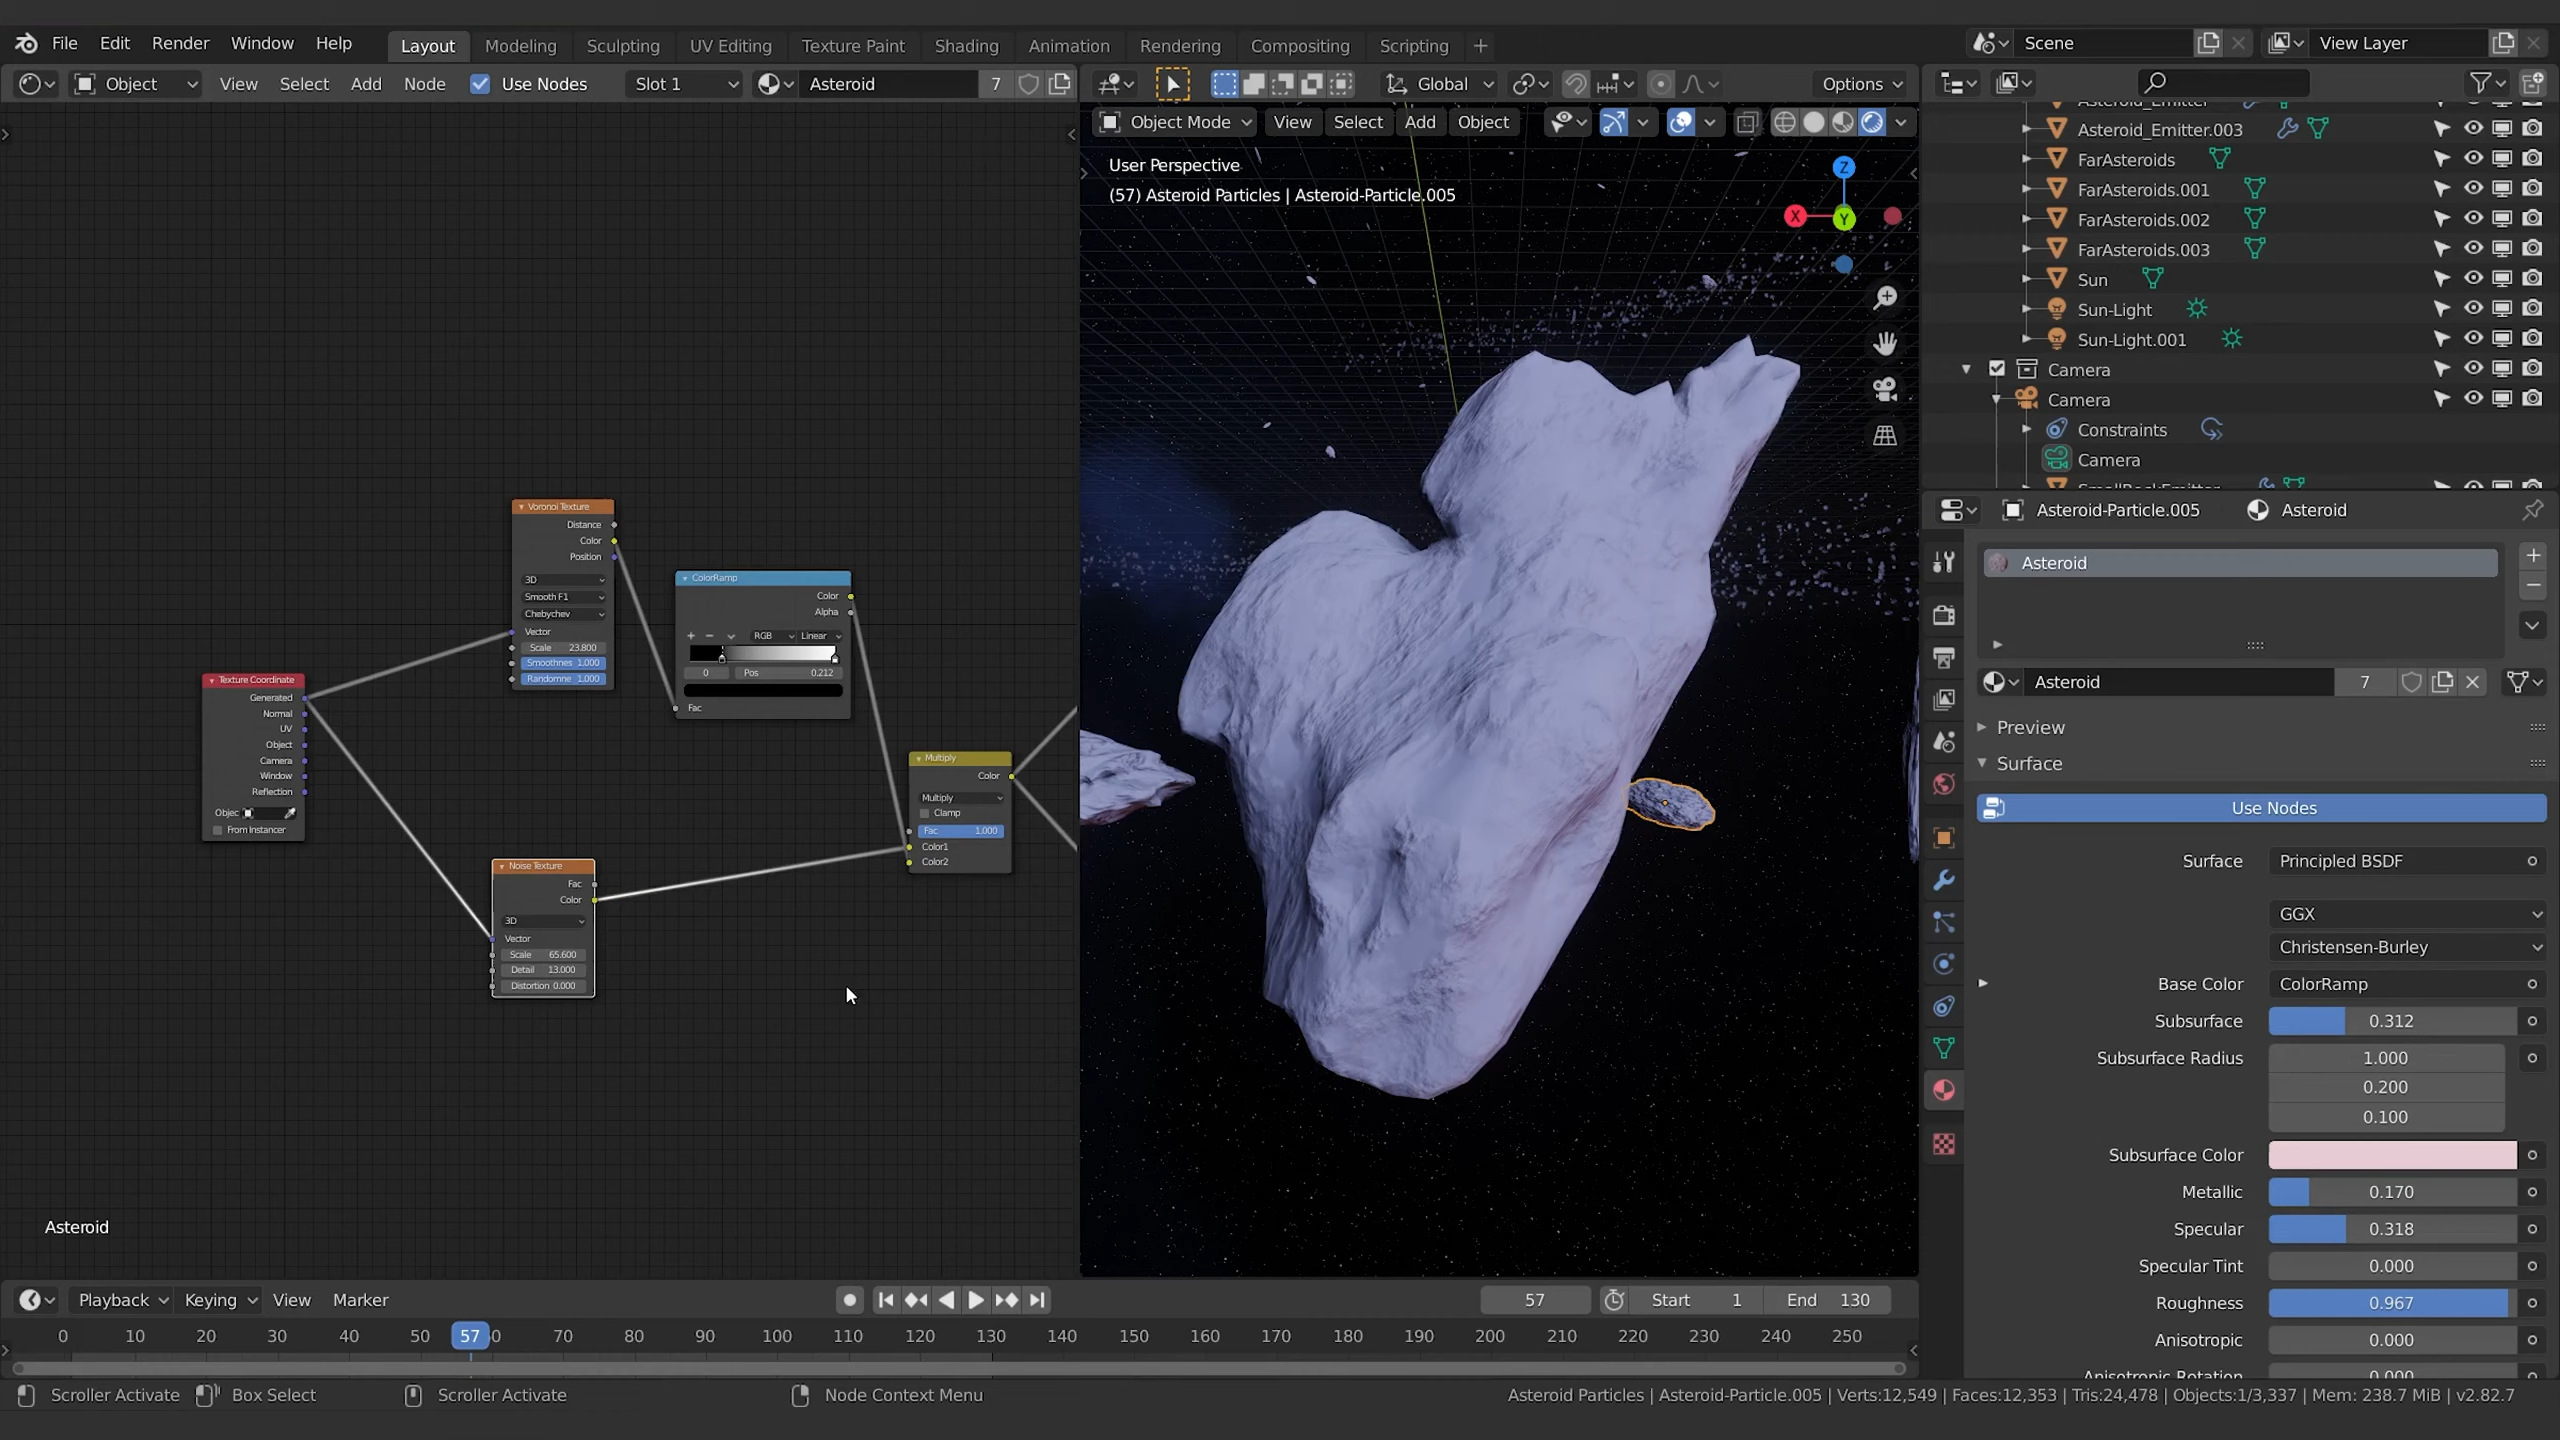 File Edit Render Window Help Layout Modeling Sculpting UV Editing Texture Paint Shading Animation Rendering Compositing Scripting + Scene View Layer
Object View Select Add Node Use Nodes Slot 1 Asteroid 7 Global Options
Object Mode View Select Add Object
User Perspective
(57) Asteroid Particles | Asteroid-Particle.005
Z
X
Y
Voronoi Texture
Distance
Color
Position
3D
Smooth F1
Chebychev
Vector
Scale 23.800
Smoothnes 1.000
Randomne 1.000
ColorRamp
Color
Alpha
RGB Linear
0 Pos 0.212
Fac
Texture Coordinate
Generated
Normal
UV
Object
Camera
Window
Reflection
Objec
From Instancer
Multiply
Color
Multiply
Clamp
Fac 1.000
Color1
Color2
Noise Texture
Fac
Color
3D
Vector
Scale 65.600
Detail 13.000
Distortion 0.000
Asteroid
Asteroid_Emitter
Asteroid_Emitter.003
FarAsteroids
FarAsteroids.001
FarAsteroids.002
FarAsteroids.003
Sun
Sun-Light
Sun-Light.001
Camera
Camera
Constraints
Camera
SmallRockEmitter
Asteroid-Particle.005 Asteroid
Asteroid
Asteroid 7
Preview
Surface
Use Nodes
Surface Principled BSDF
GGX
Christensen-Burley
Base Color ColorRamp
Subsurface 0.312
Subsurface Radius 1.000
0.200
0.100
Subsurface Color
Metallic 0.170
Specular 0.318
Specular Tint 0.000
Roughness 0.967
Anisotropic 0.000
Anisotropic Rotation 0.000
Playback Keying View Marker 57 Start 1 End 130
0 10 20 30 40 50 57 70 80 90 100 110 120 130 140 150 160 170 180 190 200 210 220 230 240 250
Scroller Activate Box Select Scroller Activate Node Context Menu Asteroid Particles | Asteroid-Particle.005 | Verts:12,549 | Faces:12,353 | Tris:24,478 | Objects:1/3,337 | Mem: 238.7 MiB | v2.82.7